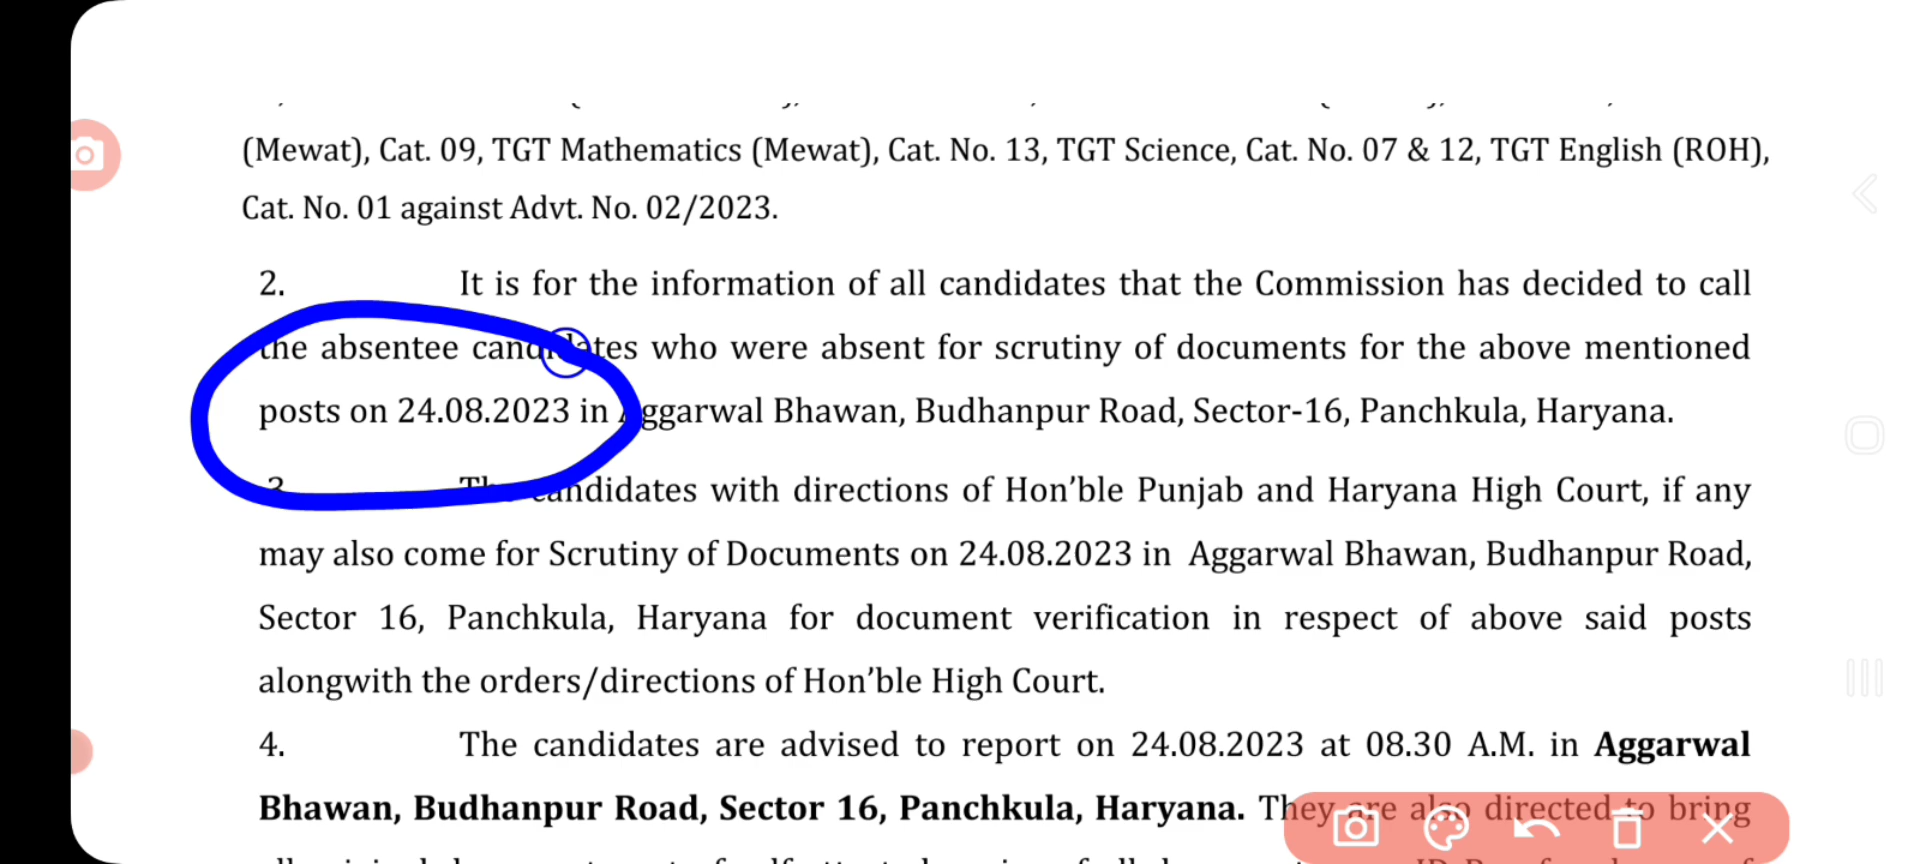 (Mewat), Cat. 09, TGT Mathematics (Mewat), Cat. No. 13, TGT Science, Cat. No. 07 & 12, TGT English (ROH),
Cat. No. 01 against Advt. No. 02/2023.
2. It is for the information of all candidates that the Commission has decided to call
the absentee candidates who were absent for scrutiny of documents for the above mentioned
posts on 24.08.2023 in Aggarwal Bhawan, Budhanpur Road, Sector-16, Panchkula, Haryana.
3. The candidates with directions of Hon’ble Punjab and Haryana High Court, if any
may also come for Scrutiny of Documents on 24.08.2023 in Aggarwal Bhawan, Budhanpur Road,
Sector 16, Panchkula, Haryana for document verification in respect of above said posts
alongwith the orders/directions of Hon’ble High Court.
4. The candidates are advised to report on 24.08.2023 at 08.30 A.M. in Aggarwal
Bhawan, Budhanpur Road, Sector 16, Panchkula, Haryana. They are also directed to bring